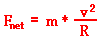 Fnet = m * v²/R